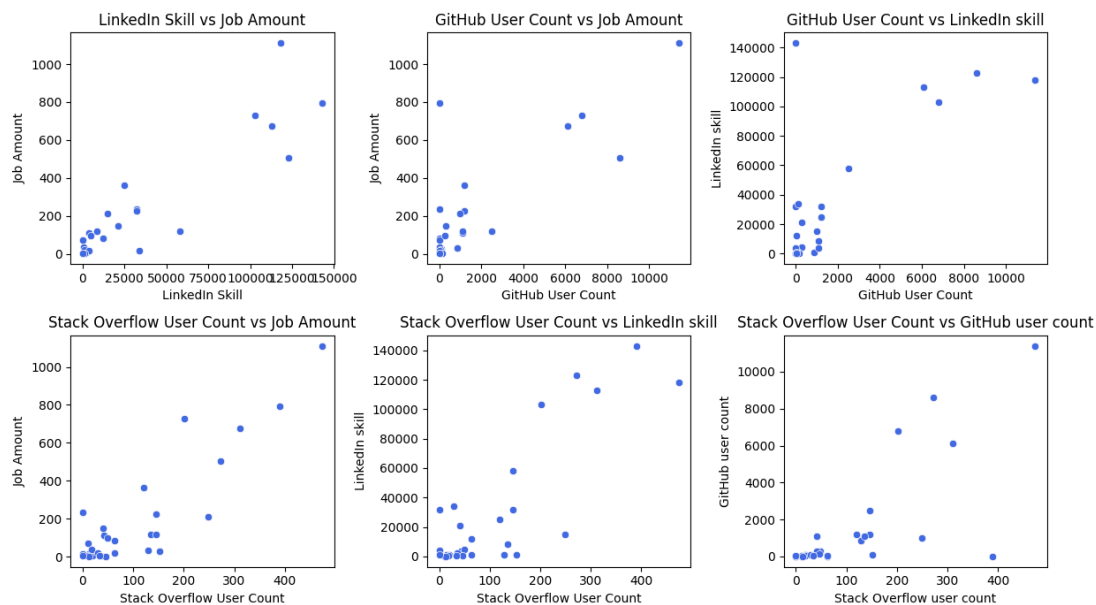 LinkedIn Skill vs Job Amount
Job Amount
1000
800
600
400
200
0
0 25000 50000 75000 100000 125000 150000
LinkedIn Skill
GitHub User Count vs Job Amount
Job Amount
1000
800
600
400
200
0
0 2000 4000 6000 8000 10000
GitHub User Count
GitHub User Count vs LinkedIn skill
LinkedIn skill
140000
120000
100000
80000
60000
40000
20000
0
0 2000 4000 6000 8000 10000
GitHub User Count
Stack Overflow User Count vs Job Amount
Job Amount
1000
800
600
400
200
0
0 100 200 300 400
Stack Overflow User Count
Stack Overflow User Count vs LinkedIn skill
LinkedIn skill
140000
120000
100000
80000
60000
40000
20000
0
0 100 200 300 400
Stack Overflow User Count
Stack Overflow User Count vs GitHub user count
GitHub user count
10000
8000
6000
4000
2000
0
0 100 200 300 400
Stack Overflow user count